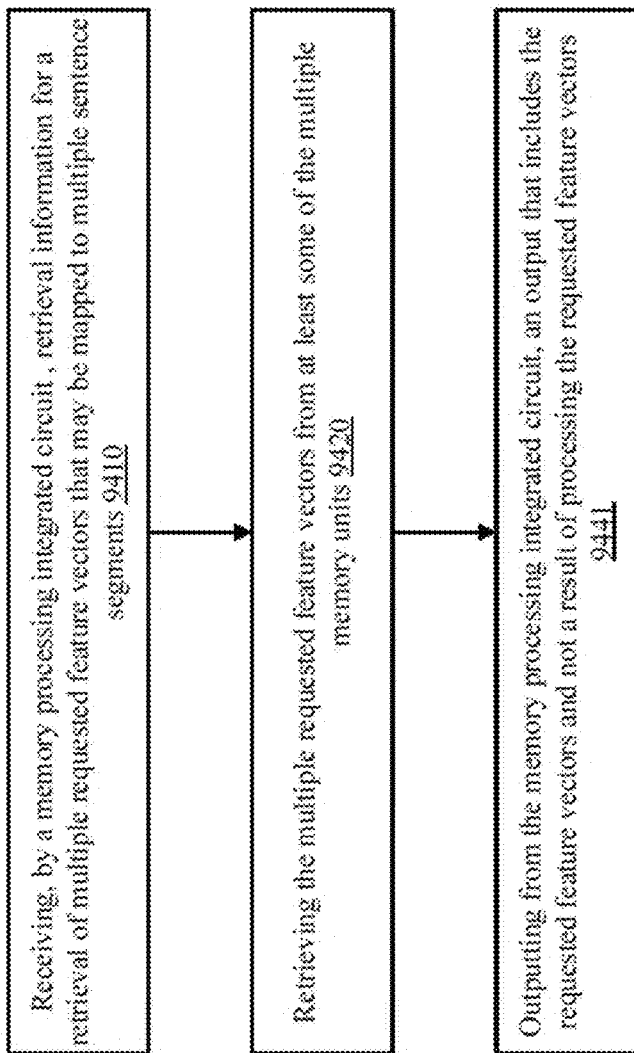 Receiving, by a memory processing integrated circuit , retrieval information for a
retrieval of multiple requested feature vectors that may be mapped to multiple sentence
segments 9410
Retrieving the multiple requested feature vectors from at least some of the multiple
memory units 9420
Outputting from the memory processing integrated circuit, an output that includes the
requested feature vectors and not a result of processing the requested feature vectors
9441